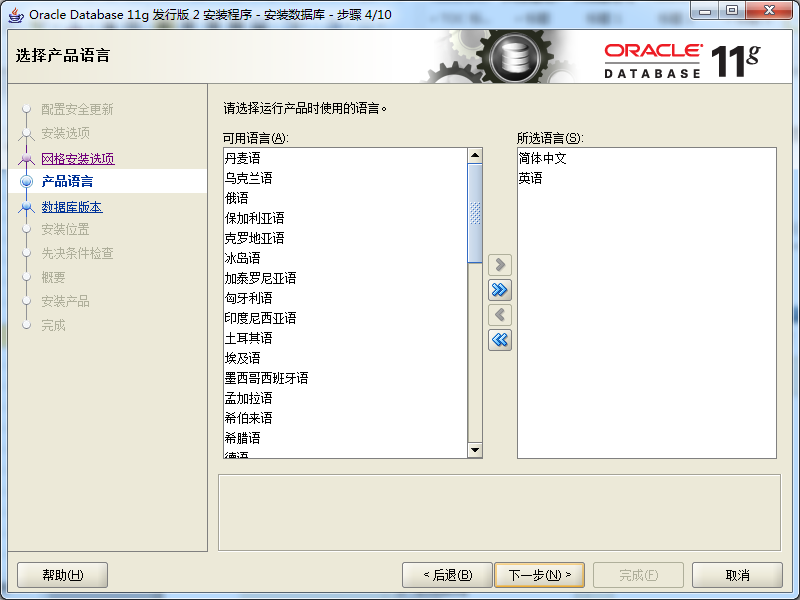 Oracle Database 11g 发行版 2 安装程序 - 安装数据库 - 步骤 4/10
选择产品语言
ORACLE
DATABASE
11g
配置安全更新
安装选项
网格安装选项
产品语言
数据库版本
安装位置
先决条件检查
概要
安装产品
完成
请选择运行产品时使用的语言。
可用语言(A):
丹麦语
乌克兰语
俄语
保加利亚语
克罗地亚语
冰岛语
加泰罗尼亚语
匈牙利语
印度尼西亚语
土耳其语
埃及语
墨西哥西班牙语
孟加拉语
希伯来语
希腊语
德语
所选语言(S):
简体中文
英语
帮助(H)
< 后退(B)
下一步(N) >
完成(F)
取消